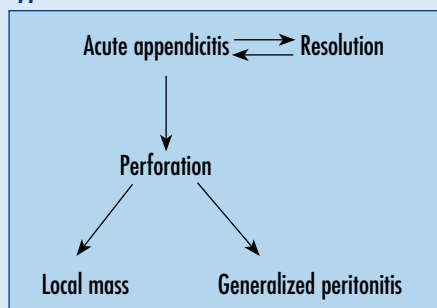 Acute appendicitis Resolution
Perforation
Local mass Generalized peritonitis